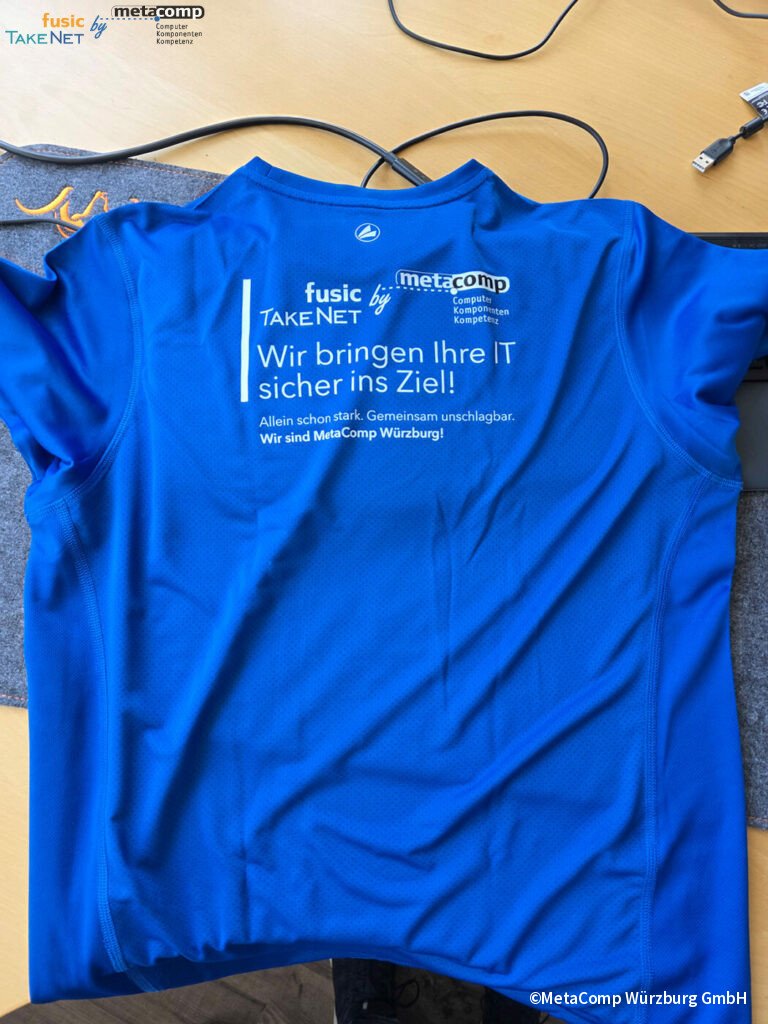 fusic
TAKENET
by
metacomp
Computer
Komponenten
Kompetenz
fusic
TAKENET
by
metacomp
Computer
Komponenten
Kompetenz
Wir bringen Ihre IT
sicher ins Ziel!
Allein schon stark. Gemeinsam unschlagbar.
Wir sind MetaComp Würzburg!
©MetaComp Würzburg GmbH